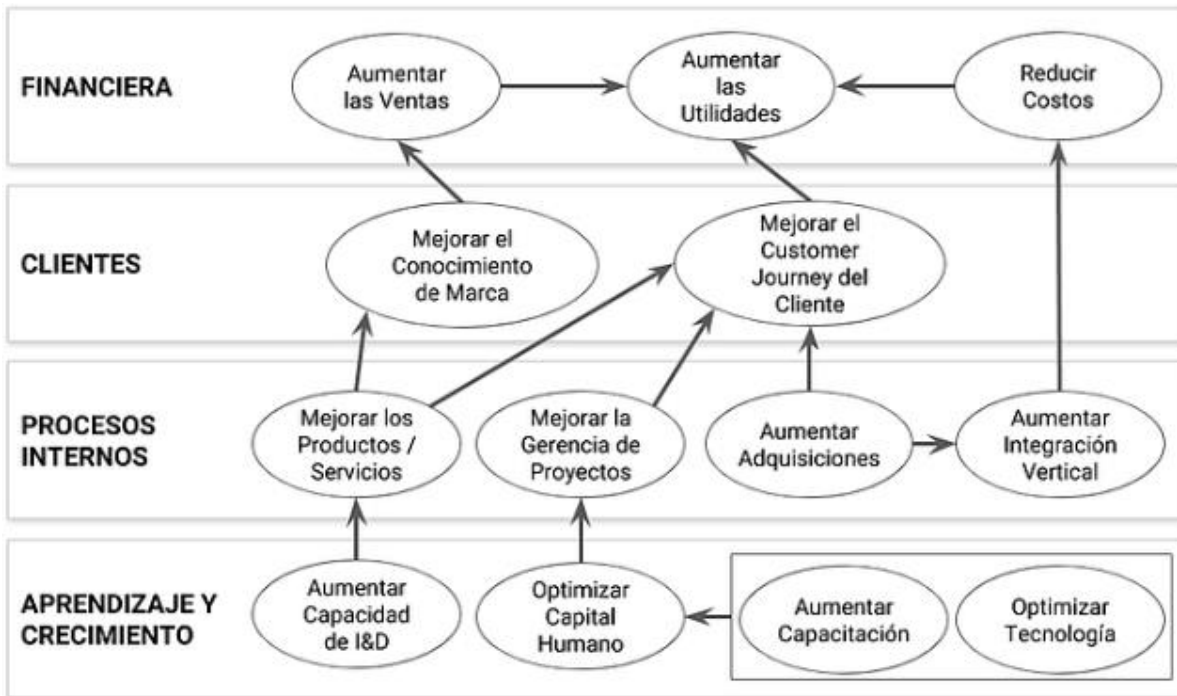 FINANCIERA
Aumentar
las Ventas
Aumentar
las
Utilidades
Reducir
Costos
CLIENTES
Mejorar el
Conocimiento
de Marca
Mejorar el
Customer
Journey del
Cliente
PROCESOS
INTERNOS
Mejorar los
Productos /
Servicios
Mejorar la
Gerencia de
Proyectos
Aumentar
Adquisiciones
Aumentar
Integración
Vertical
APRENDIZAJE Y
CRECIMIENTO
Aumentar
Capacidad
de I&D
Optimizar
Capital
Humano
Aumentar
Capacitación
Optimizar
Tecnología